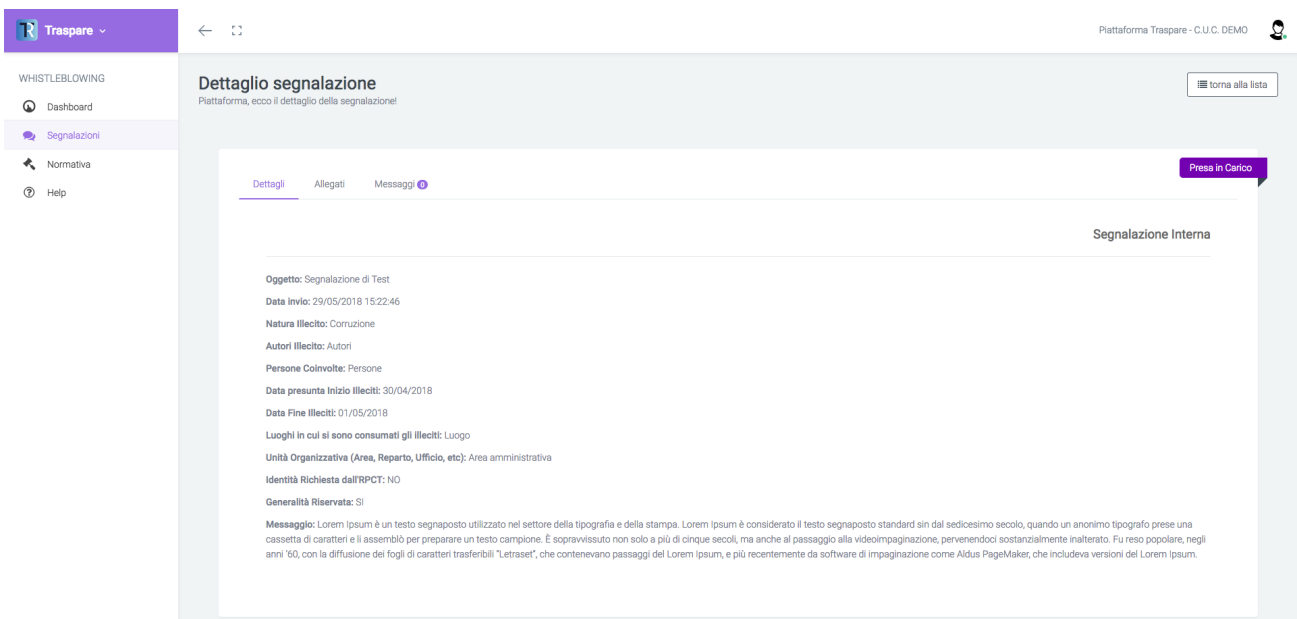 Traspare
Piattaforma Traspare - C.U.C. DEMO
WHISTLEBLOWING
Dashboard
Segnalazioni
Normativa
Help
Dettaglio segnalazione
Piattaforma, ecco il dettaglio della segnalazione!
torna alla lista
Presa in Carico
Dettagli Allegati Messaggi 0
Segnalazione Interna
Oggetto: Segnalazione di Test
Data invio: 29/05/2018 15:22:46
Natura Illecito: Corruzione
Autori Illecito: Autori
Persone Coinvolte: Persone
Data presunta Inizio Illeciti: 30/04/2018
Data Fine Illeciti: 01/05/2018
Luoghi in cui si sono consumati gli illeciti: Luogo
Unità Organizzativa (Area, Reparto, Ufficio, etc): Area amministrativa
Identità Richiesta dall'RPCT: NO
Generalità Riservata: SI
Messaggio: Lorem Ipsum è un testo segnaposto utilizzato nel settore della tipografia e della stampa. Lorem Ipsum è considerato il testo segnaposto standard sin dal sedicesimo secolo, quando un anonimo tipografo prese una
cassetta di caratteri e li assemblò per preparare un testo campione. È sopravvissuto non solo a più di cinque secoli, ma anche al passaggio alla videoimpaginazione, pervenendoci sostanzialmente inalterato. Fu reso popolare, negli
anni '60, con la diffusione dei fogli di caratteri trasferibili "Letraset", che contenevano passaggi del Lorem Ipsum, e più recentemente da software di impaginazione come Aldus PageMaker, che includeva versioni del Lorem Ipsum.